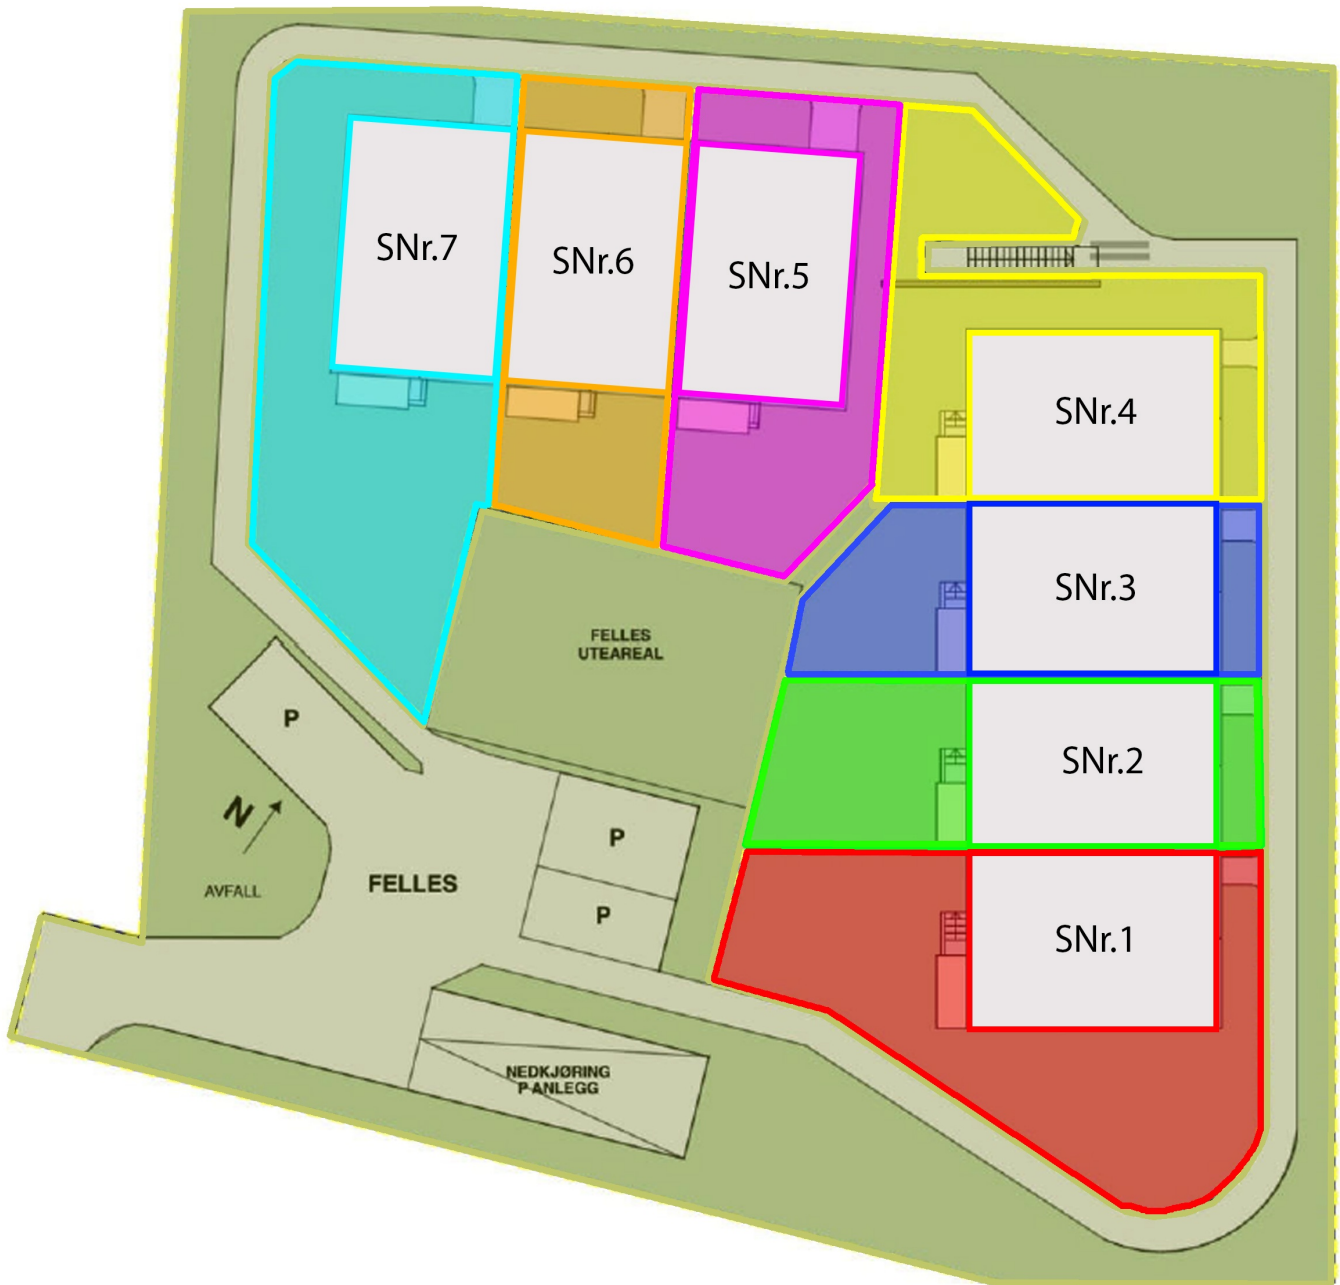 SNr.7
SNr.6
SNr.5
SNr.4
SNr.3
FELLES
UTEAREAL
P
SNr.2
N
P
AVFALL
FELLES
P
SNr.1
NEDKJØRING
P ANLEGG